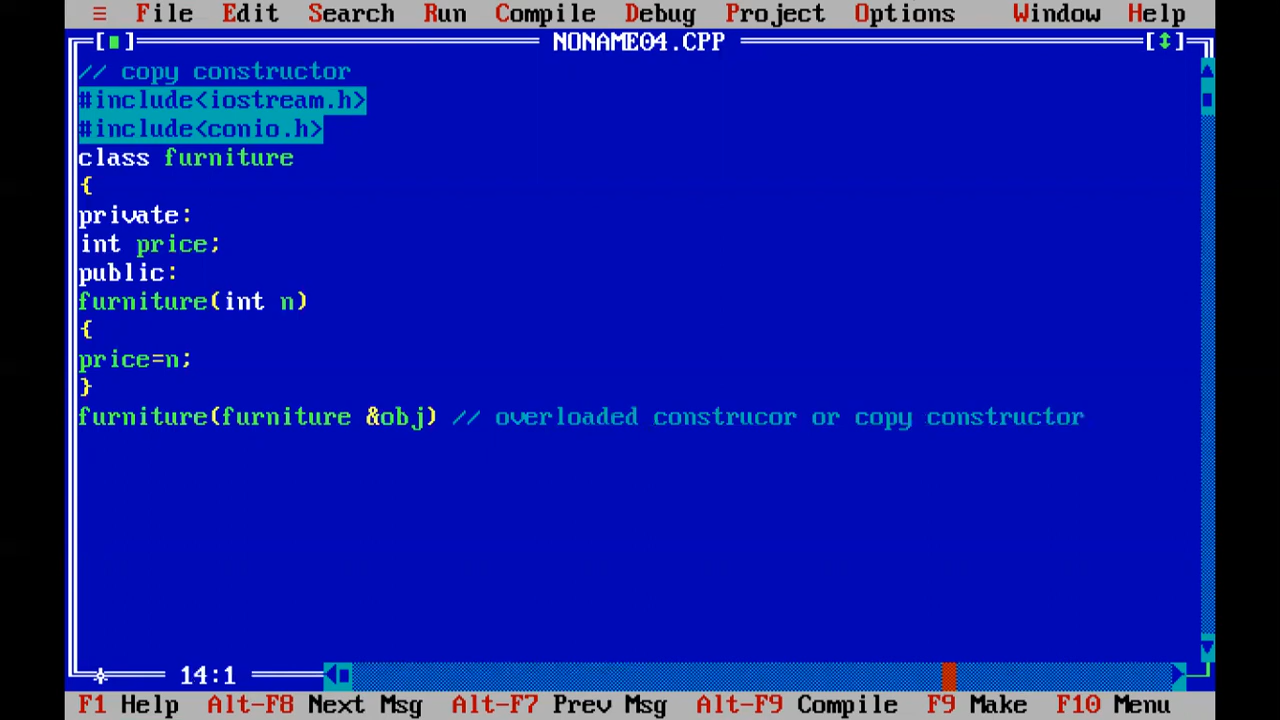 ≡ File Edit Search Run Compile Debug Project Options Window Help
[■] NONAME04.CPP [↕]
// copy constructor
#include<iostream.h>
#include<conio.h>
class furniture
{
private:
int price;
public:
furniture(int n)
{
price=n;
}
furniture(furniture &obj) // overloaded construcor or copy constructor
14:1
F1 Help Alt-F8 Next Msg Alt-F7 Prev Msg Alt-F9 Compile F9 Make F10 Menu